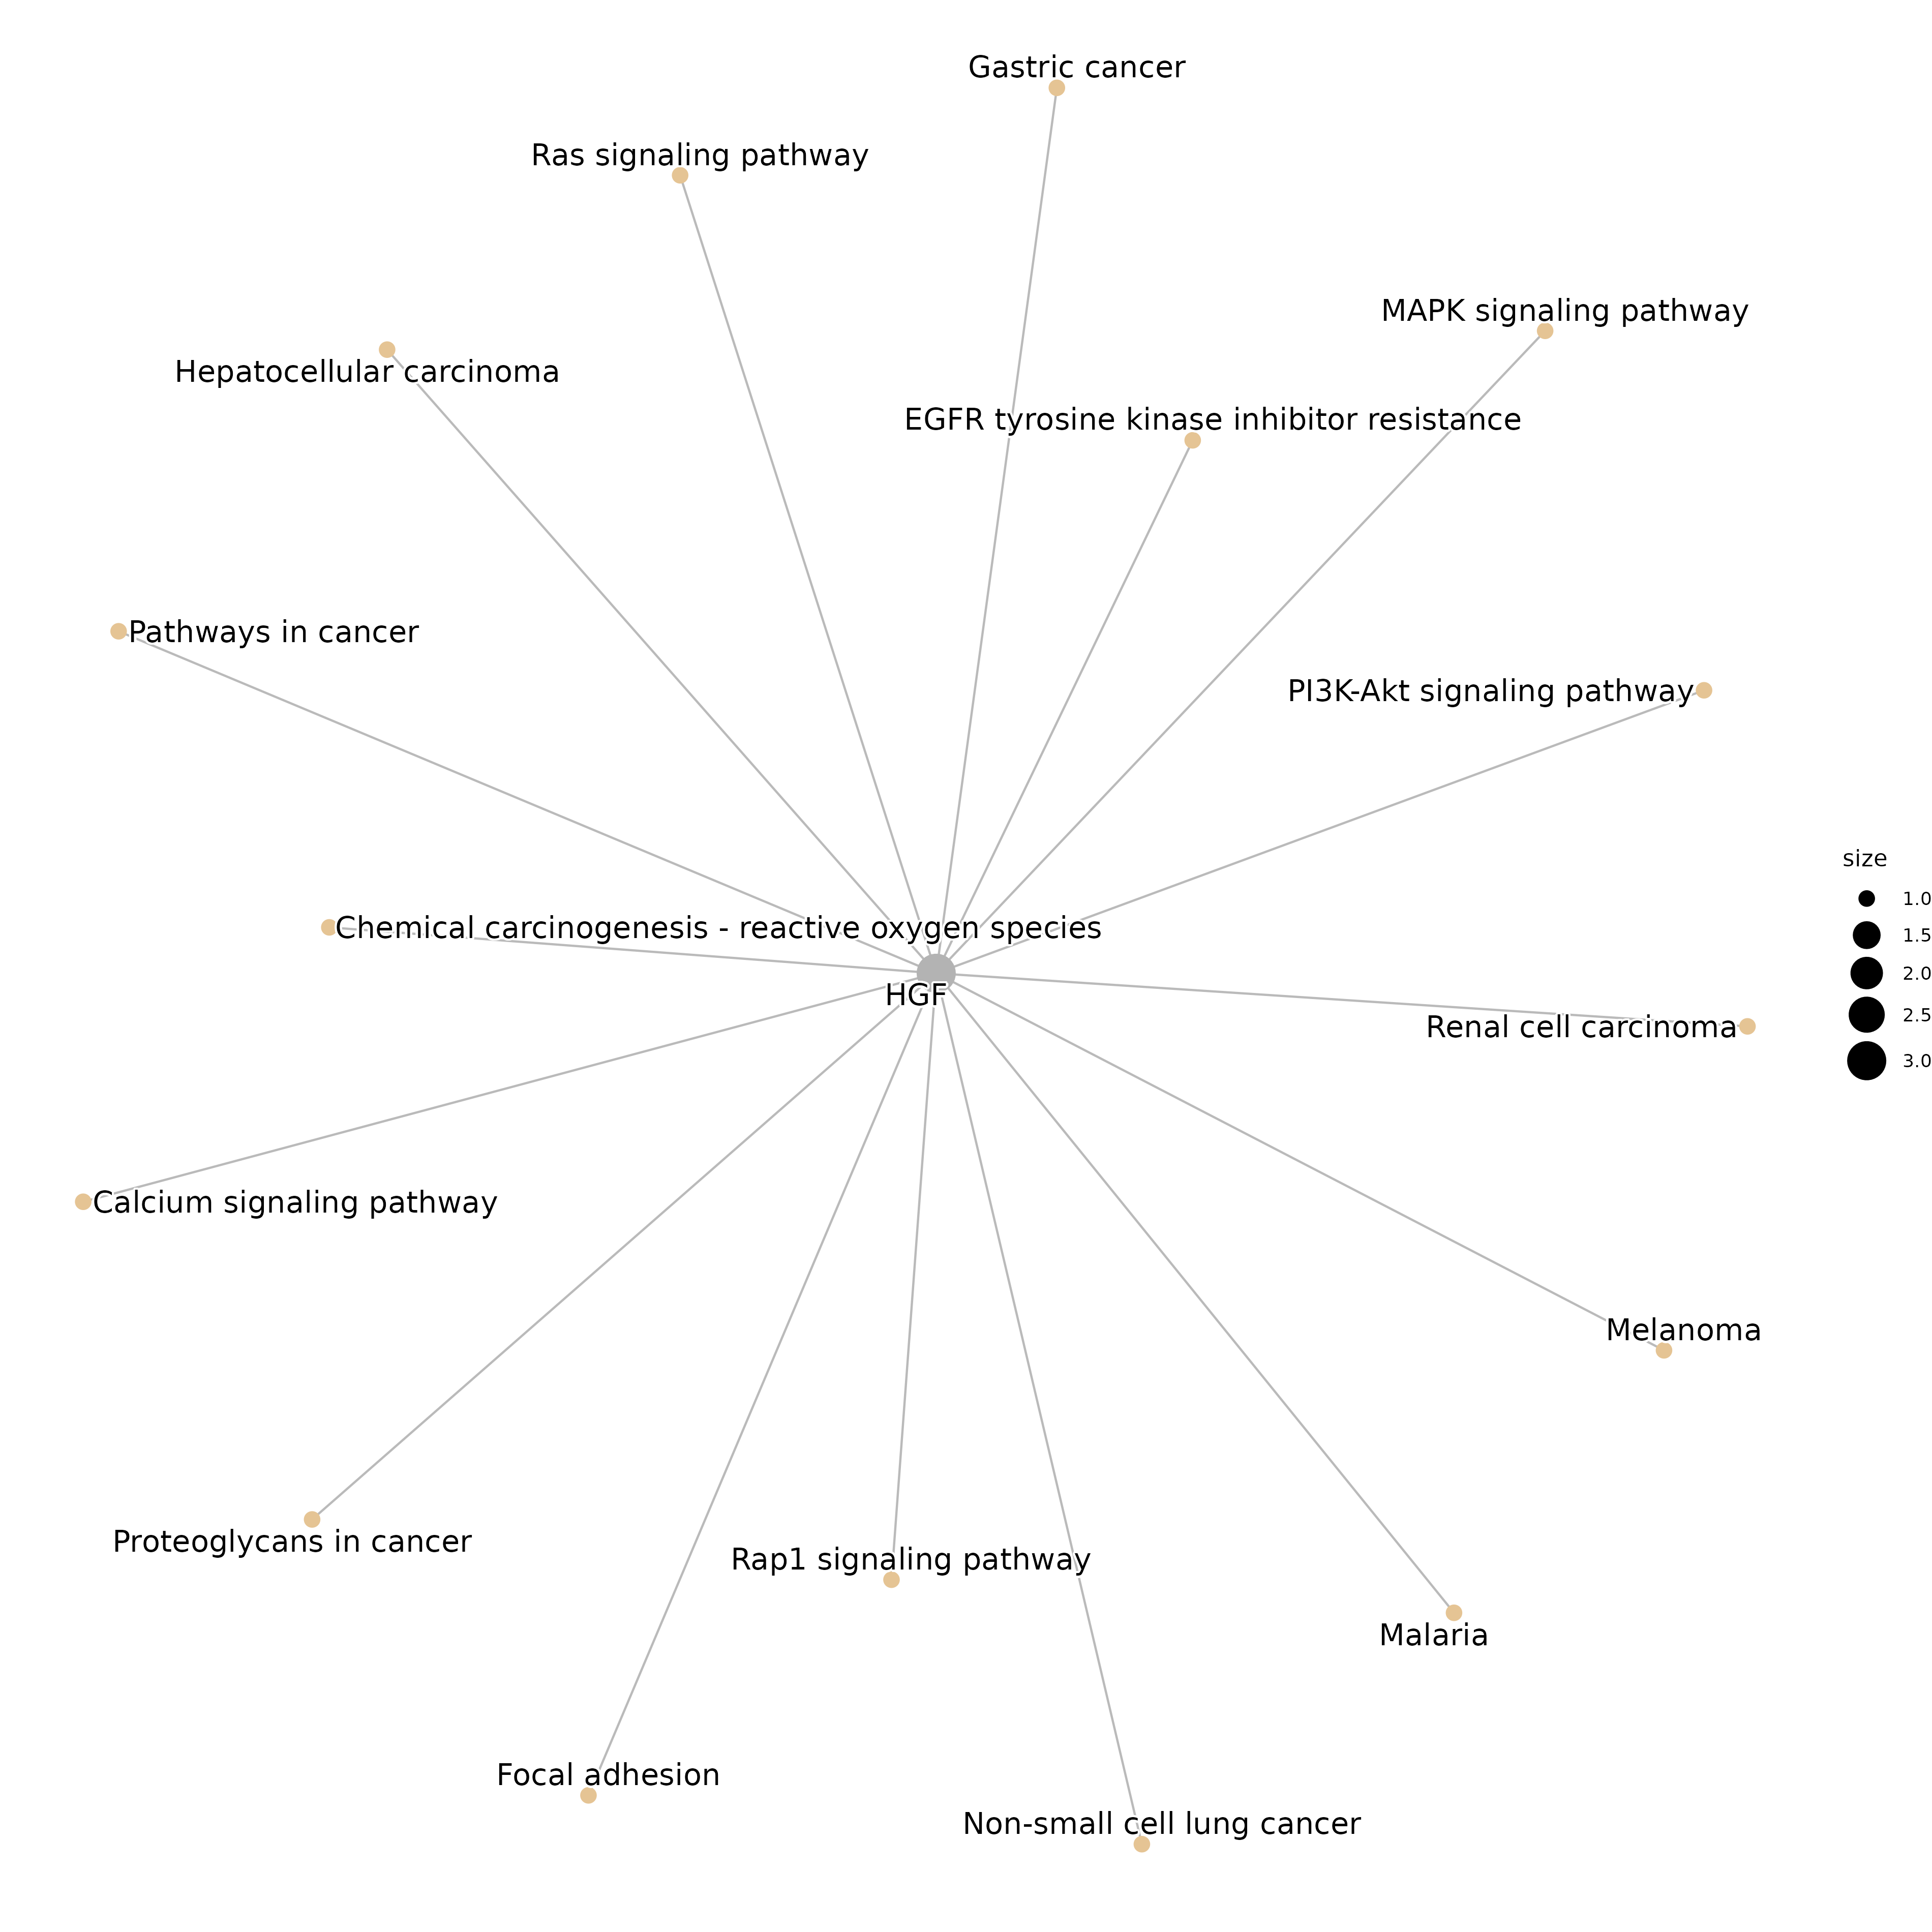 Gastric cancer
Ras signaling pathway
MAPK signaling pathway
Hepatocellular carcinoma
EGFR tyrosine kinase inhibitor resistance
Pathways in cancer
PI3K-Akt signaling pathway
size
1.0
1.5
2.0
2.5
3.0
Chemical carcinogenesis - reactive oxygen species
HGF
Renal cell carcinoma
Calcium signaling pathway
Melanoma
Proteoglycans in cancer
Rap1 signaling pathway
Malaria
Focal adhesion
Non-small cell lung cancer